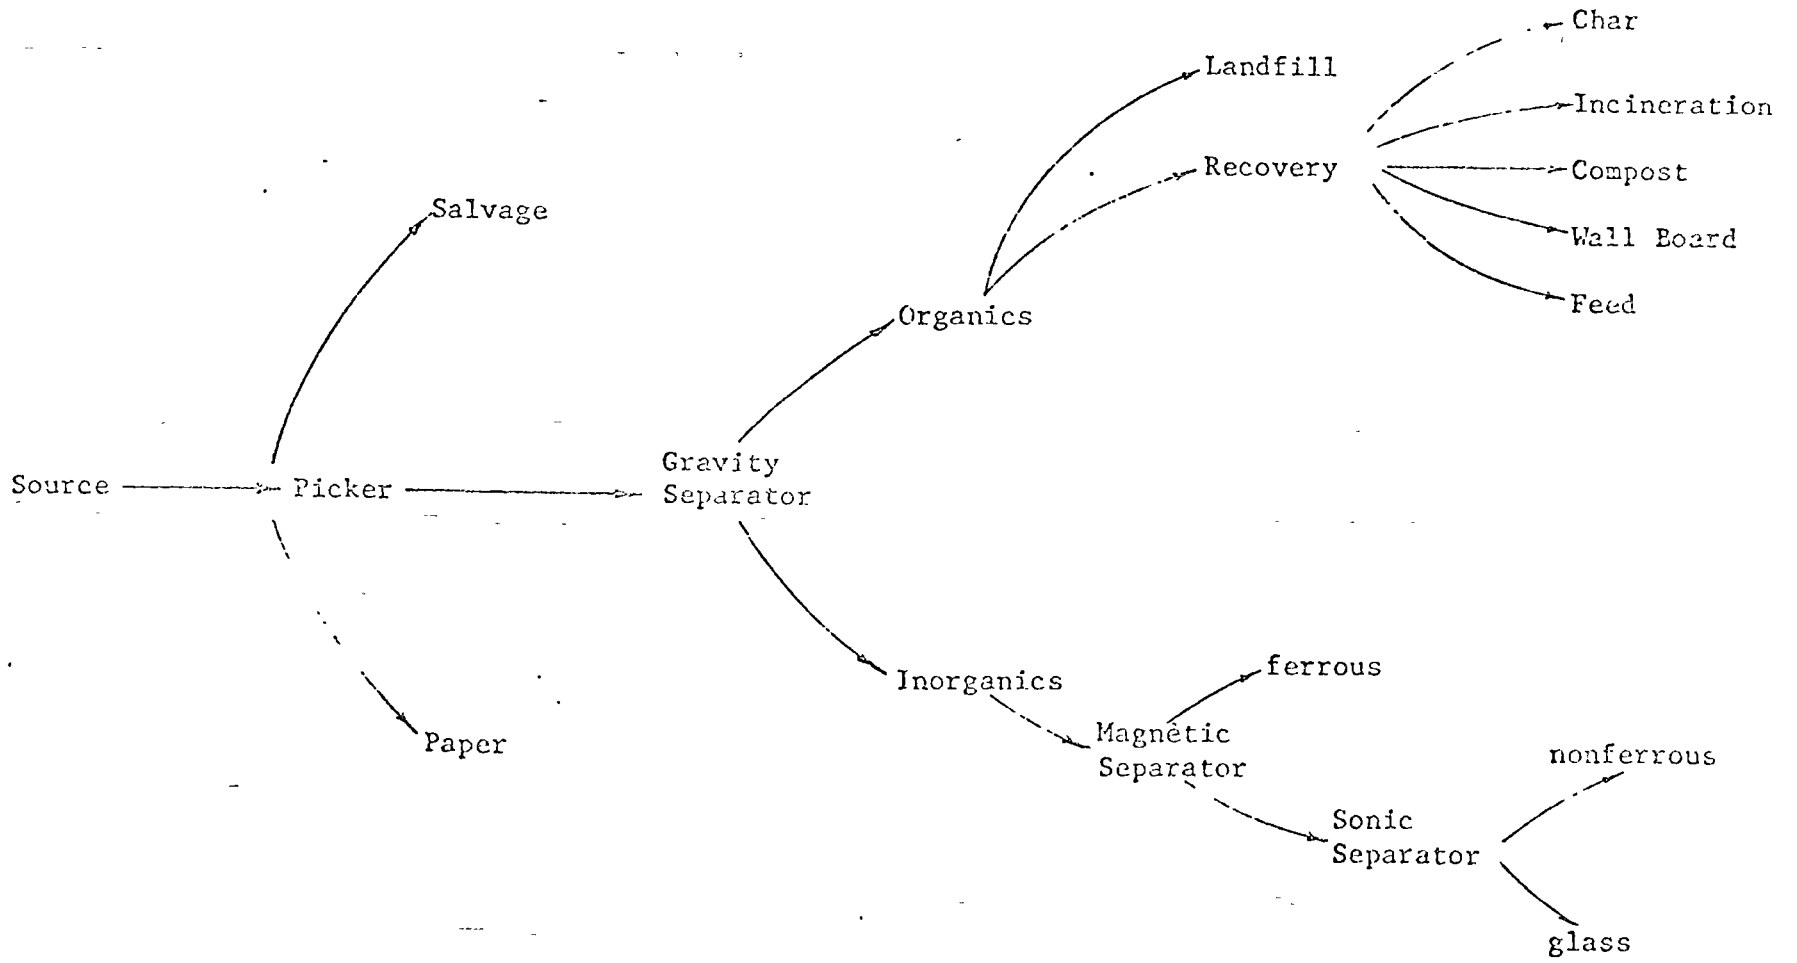 Char
Landfill
Incineration
Recovery
Compost
Salvage
Wall Board
Feed
Organics
Gravity
Separator
Source
Picker
Inorganics
ferrous
Paper
Magnetic
Separator
nonferrous
Sonic
Separator
glass